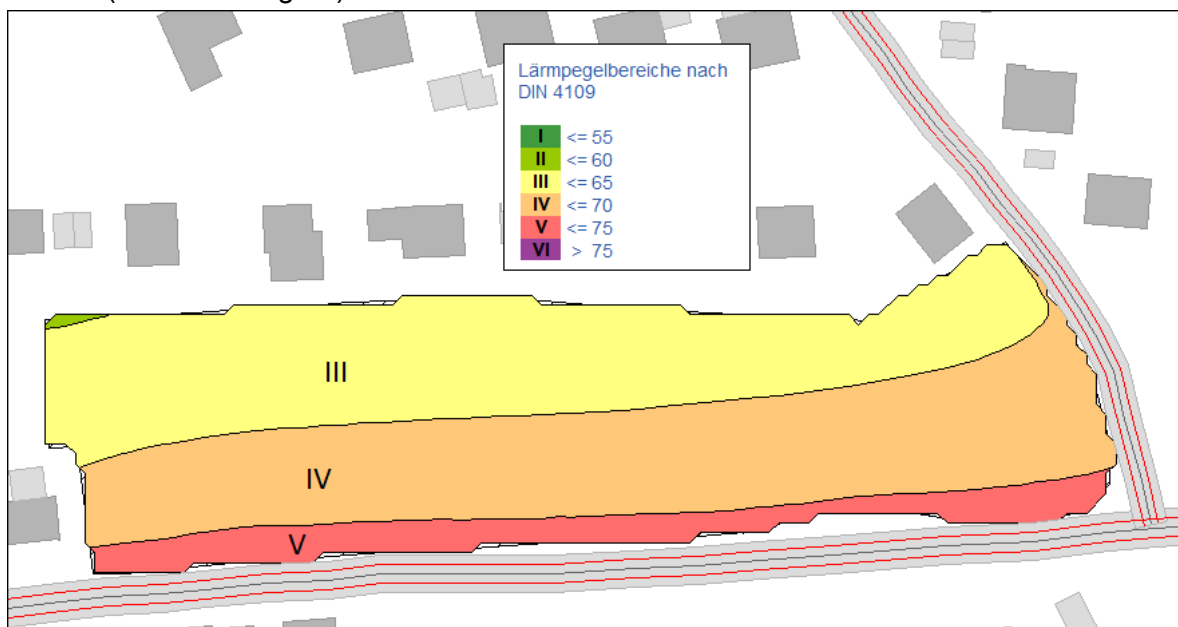 Lärmpegelbereiche nach
DIN 4109
I <= 55
II <= 60
III <= 65
IV <= 70
V <= 75
VI > 75
III
IV
V